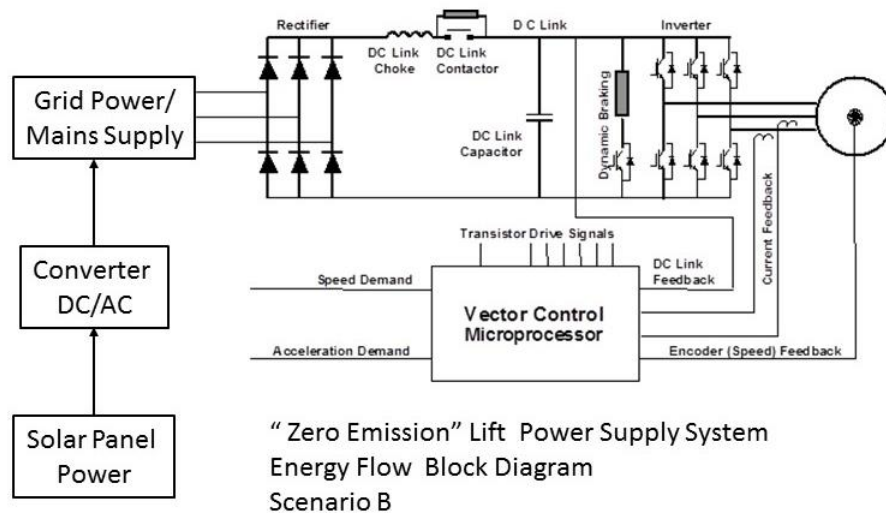 Rectifier
D C Link
Inverter
DC Link
Choke
DC Link
Contactor
Grid Power/
Mains Supply
DC Link
Capacitor
Dynamic Braking
Current Feedback
Transistor Drive Signals
Converter
DC/AC
Speed Demand
DC Link
Feedback
Vector Control
Microprocessor
Acceleration Demand
Encoder (Speed) Feedback
Solar Panel
Power
“ Zero Emission” Lift Power Supply System
Energy Flow Block Diagram
Scenario B